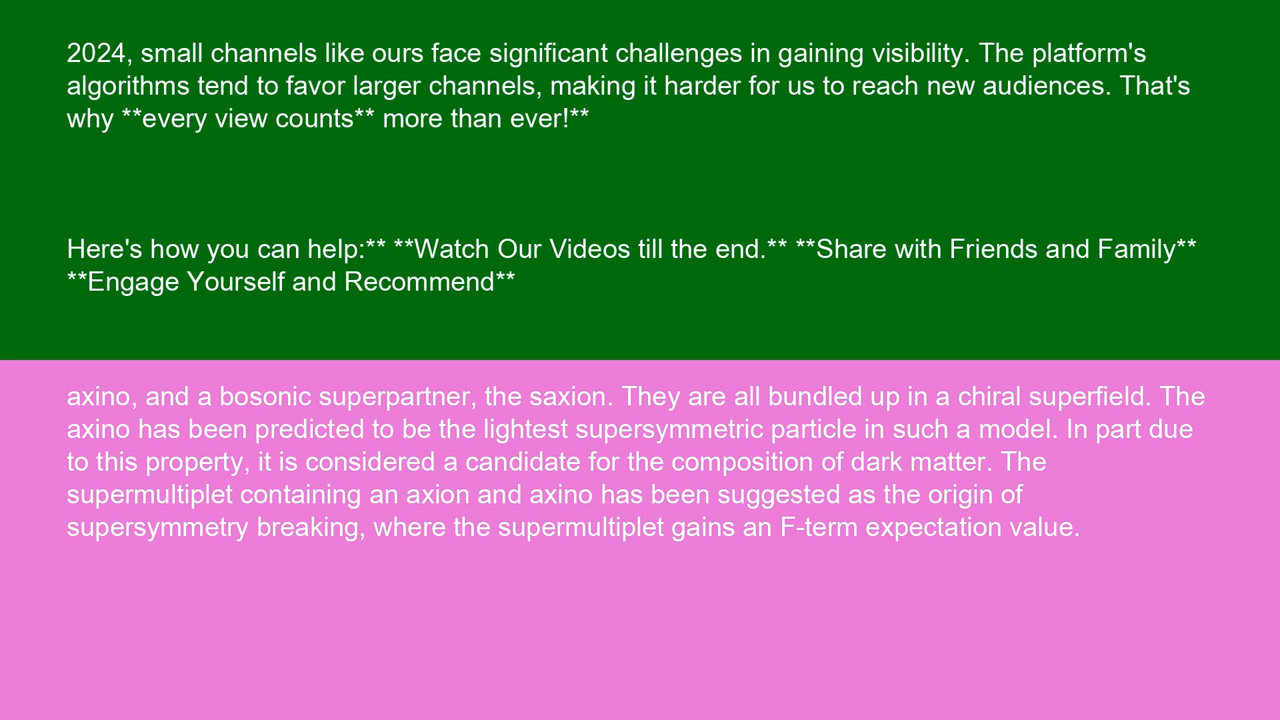 2024, small channels like ours face significant challenges in gaining visibility. The platform's
algorithms tend to favor larger channels, making it harder for us to reach new audiences. That's
why **every view counts** more than ever!**
Here's how you can help:** **Watch Our Videos till the end.** **Share with Friends and Family**
**Engage Yourself and Recommend**
axino, and a bosonic superpartner, the saxion. They are all bundled up in a chiral superfield. The
axino has been predicted to be the lightest supersymmetric particle in such a model. In part due
to this property, it is considered a candidate for the composition of dark matter. The
supermultiplet containing an axion and axino has been suggested as the origin of
supersymmetry breaking, where the supermultiplet gains an F-term expectation value.